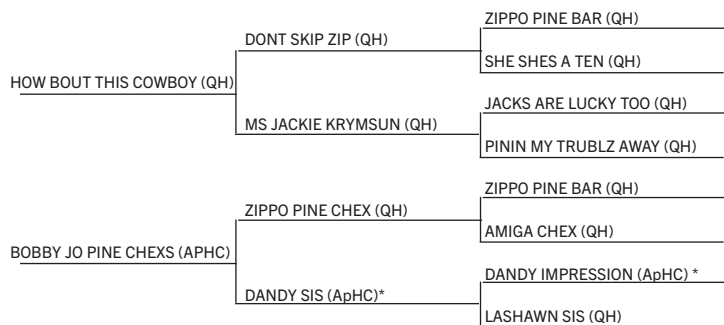 ZIPPO PINE BAR (QH)
DONT SKIP ZIP (QH)
SHE SHES A TEN (QH)
HOW BOUT THIS COWBOY (QH)
JACKS ARE LUCKY TOO (QH)
MS JACKIE KRYMSUN (QH)
PININ MY TRUBLZ AWAY (QH)
ZIPPO PINE BAR (QH)
ZIPPO PINE CHEX (QH)
AMIGA CHEX (QH)
BOBBY JO PINE CHEXS (APHC)
DANDY IMPRESSION (ApHC) *
DANDY SIS (ApHC)*
LASHAWN SIS (QH)